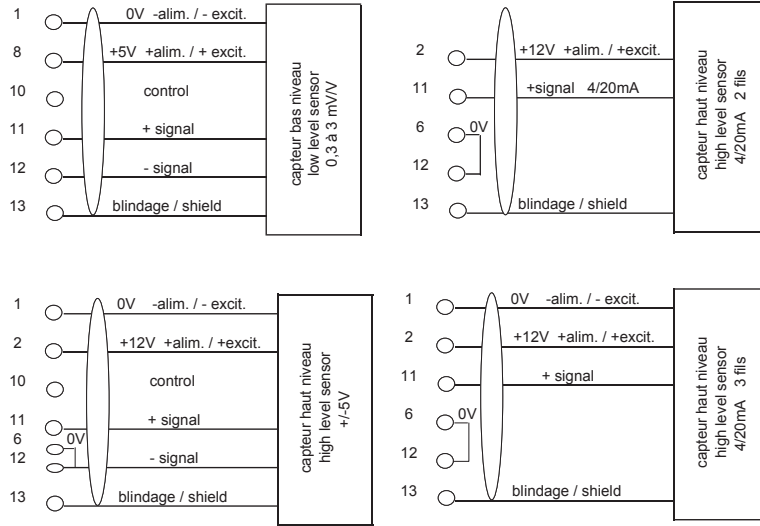 1 0V -alim. / - excit.
8 +5V +alim. / + excit.
10 control
11 + signal
12 - signal
13 blindage / shield
capteur bas niveau
low level sensor
0,3 à 3 mV/V
2 +12V +alim. / +excit.
11 +signal 4/20mA
6 0V
12
13 blindage / shield
capteur haut niveau
high level sensor
4/20mA 2 fils
1 0V -alim. / - excit.
2 +12V +alim. / +excit.
10 control
11 + signal
6 0V
12 - signal
13 blindage / shield
capteur haut niveau
high level sensor
+/-5V
1 0V -alim. / - excit.
2 +12V +alim. / +excit.
11 + signal
6 0V
12
13 blindage / shield
capteur haut niveau
high level sensor
4/20mA 3 fils